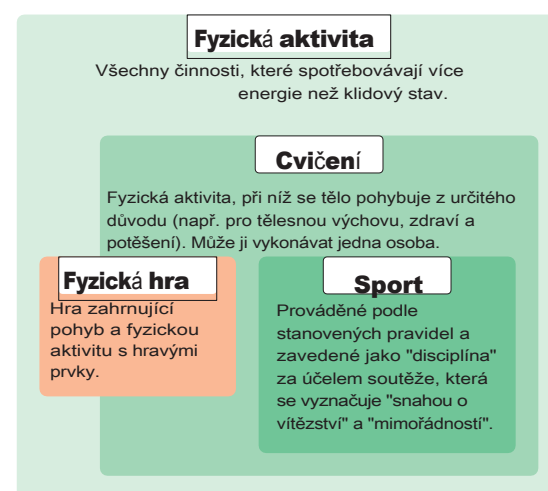 Fyzická aktivita
Všechny činnosti, které spotřebovávají více
energie než klidový stav.
Cvičení
Fyzická aktivita, při níž se tělo pohybuje z určitého
důvodu (např. pro tělesnou výchovu, zdraví a
potěšení). Může ji vykonávat jedna osoba.
Fyzická hra
Hra zahrnující
pohyb a fyzickou
aktivitu s hravými
prvky.
Sport
Prováděné podle
stanovených pravidel a
zavedené jako "disciplína"
za účelem soutěže, která
se vyznačuje "snahou o
vítězství" a "mimořádností".